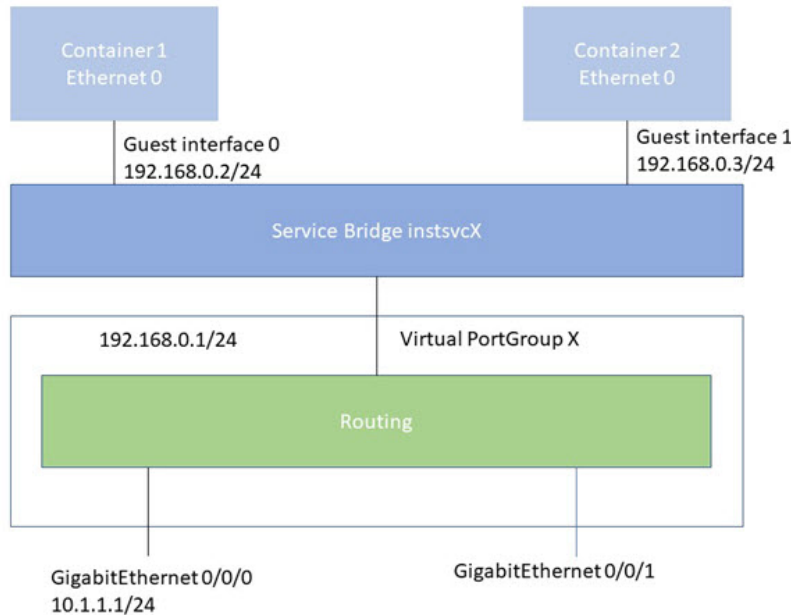 Container 1
Ethernet 0
Container 2
Ethernet 0
Guest interface 0
192.168.0.2/24
Guest interface 1
192.168.0.3/24
Service Bridge instsvcX
192.168.0.1/24
Virtual PortGroup X
Routing
GigabitEthernet 0/0/0
10.1.1.1/24
GigabitEthernet 0/0/1